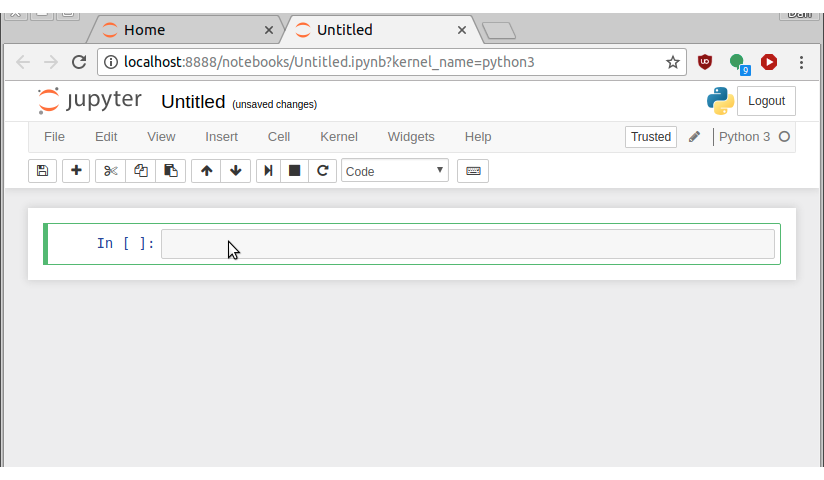 Dan
Home
Untitled
localhost:8888/notebooks/Untitled.ipynb?kernel_name=python3
9
jupyter Untitled (unsaved changes)
Logout
File Edit View Insert Cell Kernel Widgets Help
Trusted
Python 3
Code
In [ ]: